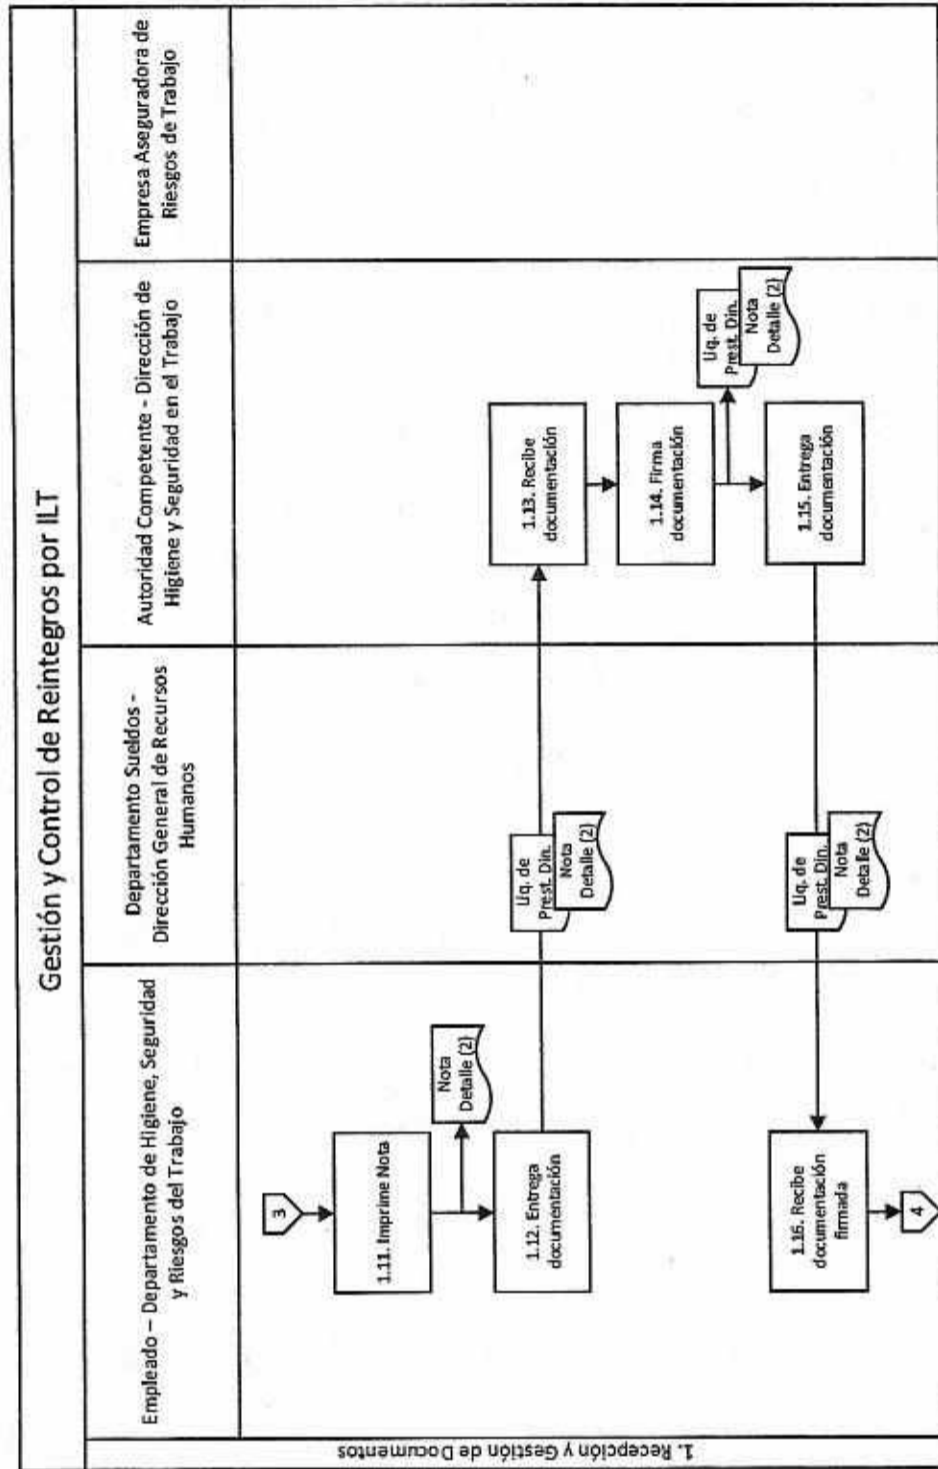 Gestión y Control de Reintegros por ILT
Empleado – Departamento de Higiene, Seguridad
y Riesgos del Trabajo
Departamento Sueldos -
Dirección General de Recursos
Humanos
Autoridad Competente - Dirección de
Higiene y Seguridad en el Trabajo
Empresa Aseguradora de
Riesgos de Trabajo
1. Recepción y Gestión de Documentos
3
1.11. Imprime Nota
Nota
Detalle (2)
1.12. Entrega
documentación
Liq. de
Prest. Din.
Nota
Detalle (2)
1.13. Recibe
documentación
1.14. Firma
documentación
Liq. de
Prest. Din.
Nota
Detalle (2)
1.15. Entrega
documentación
Liq. de
Prest. Din.
Nota
Detalle (2)
1.16. Recibe
documentación
firmada
4